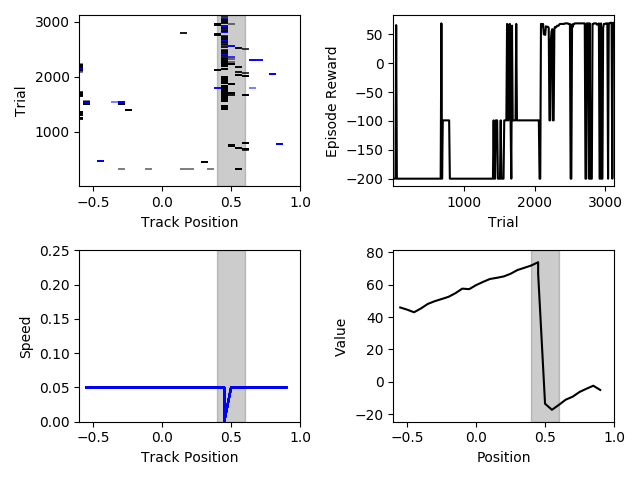 3000
2000
1000
Trial
−0.5 0.0 0.5 1.0
Track Position
50
0
−50
−100
−150
−200
Episode Reward
1000 2000 3000
Trial
0.25
0.20
0.15
0.10
0.05
0.00
Speed
−0.5 0.0 0.5 1.0
Track Position
80
60
40
20
0
−20
Value
−0.5 0.0 0.5 1.0
Position